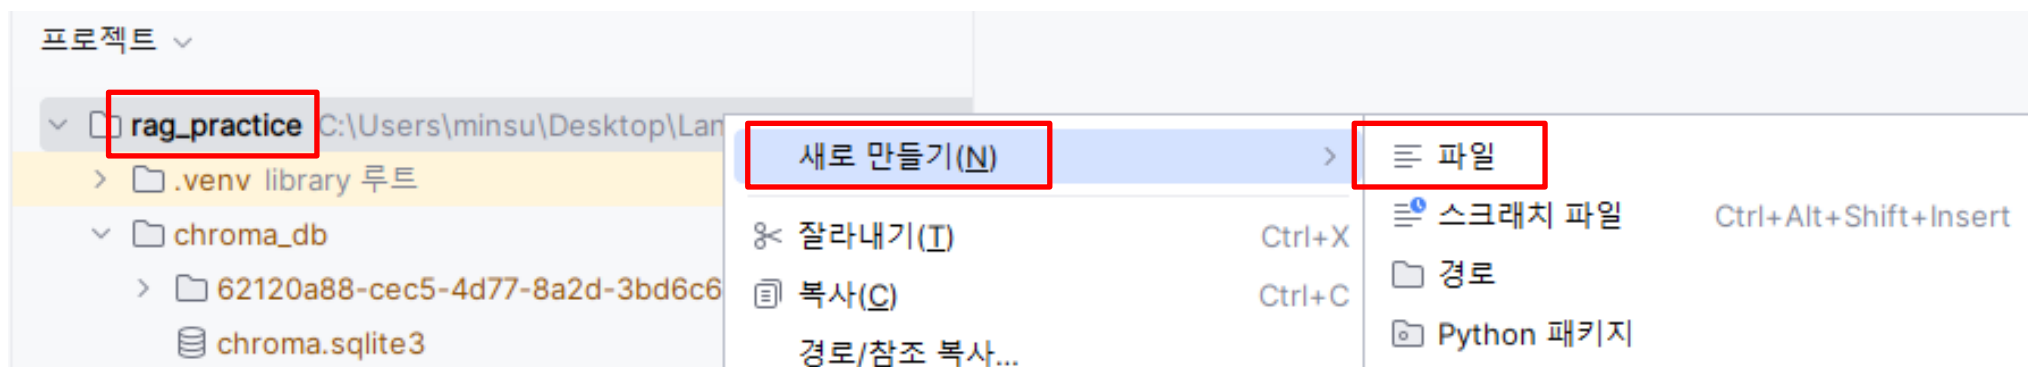 프로젝트
rag_practice C:\Users\minsu\Desktop\Lan
.venv library 루트
chroma_db
62120a88-cec5-4d77-8a2d-3bd6c6
chroma.sqlite3
새로 만들기(N)
잘라내기(T) Ctrl+X
복사(C) Ctrl+C
경로/참조 복사...
파일
스크래치 파일 Ctrl+Alt+Shift+Insert
경로
Python 패키지